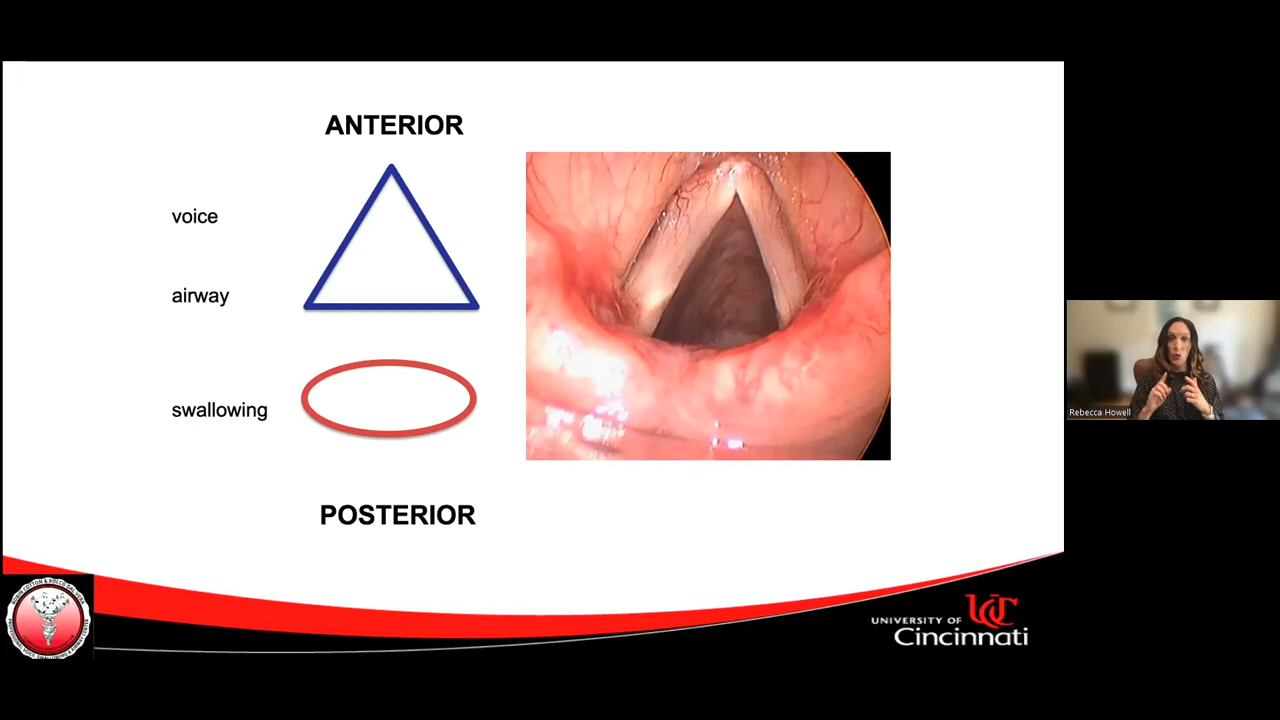 ANTERIOR
voice
airway
swallowing
POSTERIOR
Rebecca Howell
UNIVERSITY OF
Cincinnati